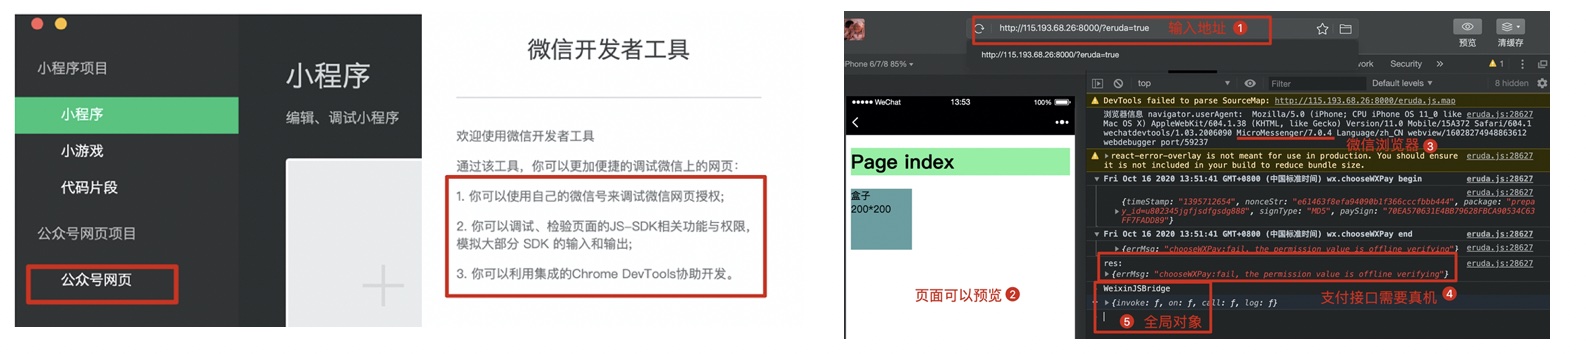 小程序项目
小程序
小游戏
代码片段
公众号网页项目
公众号网页
小程序
编辑、调试小程序
微信开发者工具
欢迎使用微信开发者工具
通过该工具，你可以更加便捷的调试微信上的网页：
1. 你可以使用自己的微信号来调试微信网页授权;
2. 你可以调试、检验页面的JS-SDK相关功能与权限，
模拟大部分 SDK 的输入和输出;
3. 你可以利用集成的Chrome DevTools协助开发。
http://115.193.68.26:8000/?eruda=true 输入地址 1
http://115.193.68.26:8000/?eruda=true
预览
清缓存
iPhone 6/7/8 85%
work Security » 1
top Filter Default levels 8 hidden
WeChat 13:53 100%
Page index
盒子
200*200
页面可以预览 2
DevTools failed to parse SourceMap: http://115.193.68.26:8000/eruda.js.map
浏览器信息 navigator.userAgent: Mozilla/5.0 (iPhone; CPU iPhone OS 11_0 like eruda.js:28627
Mac OS X) AppleWebKit/604.1.38 (KHTML, like Gecko) Version/11.0 Mobile/15A372 Safari/604.1
wechatdevtools/1.03.2006090 MicroMessenger/7.0.4 Language/zh_CN webview/16028274948863612
webdebugger port/59237
微信浏览器 3
react-error-overlay is not meant for use in production. You should ensure eruda.js:28627
it is not included in your build to reduce bundle size.
Fri Oct 16 2020 13:51:41 GMT+0800 (中国标准时间) wx.chooseWXPay begin eruda.js:28627
eruda.js:28627
{timeStamp: "1395712654", nonceStr: "e61463f8efa94090b1f366cccfbbb444", package: "prepa
y_id=u802345jgfjsdfgsdg888", signType: "MD5", paySign: "70EA570631E4BB79628FBCA90534C63
FF7FADD89"}
Fri Oct 16 2020 13:51:41 GMT+0800 (中国标准时间) wx.chooseWXPay end eruda.js:28627
{errMsg: "chooseWXPay:fail, the permission value is offline verifying"} eruda.js:28627
res: eruda.js:28627
{errMsg: "chooseWXPay:fail, the permission value is offline verifying"}
WeixinJSBridge
支付接口需要真机 4
{invoke: ƒ, on: ƒ, call: ƒ, log: ƒ}
5 全局对象